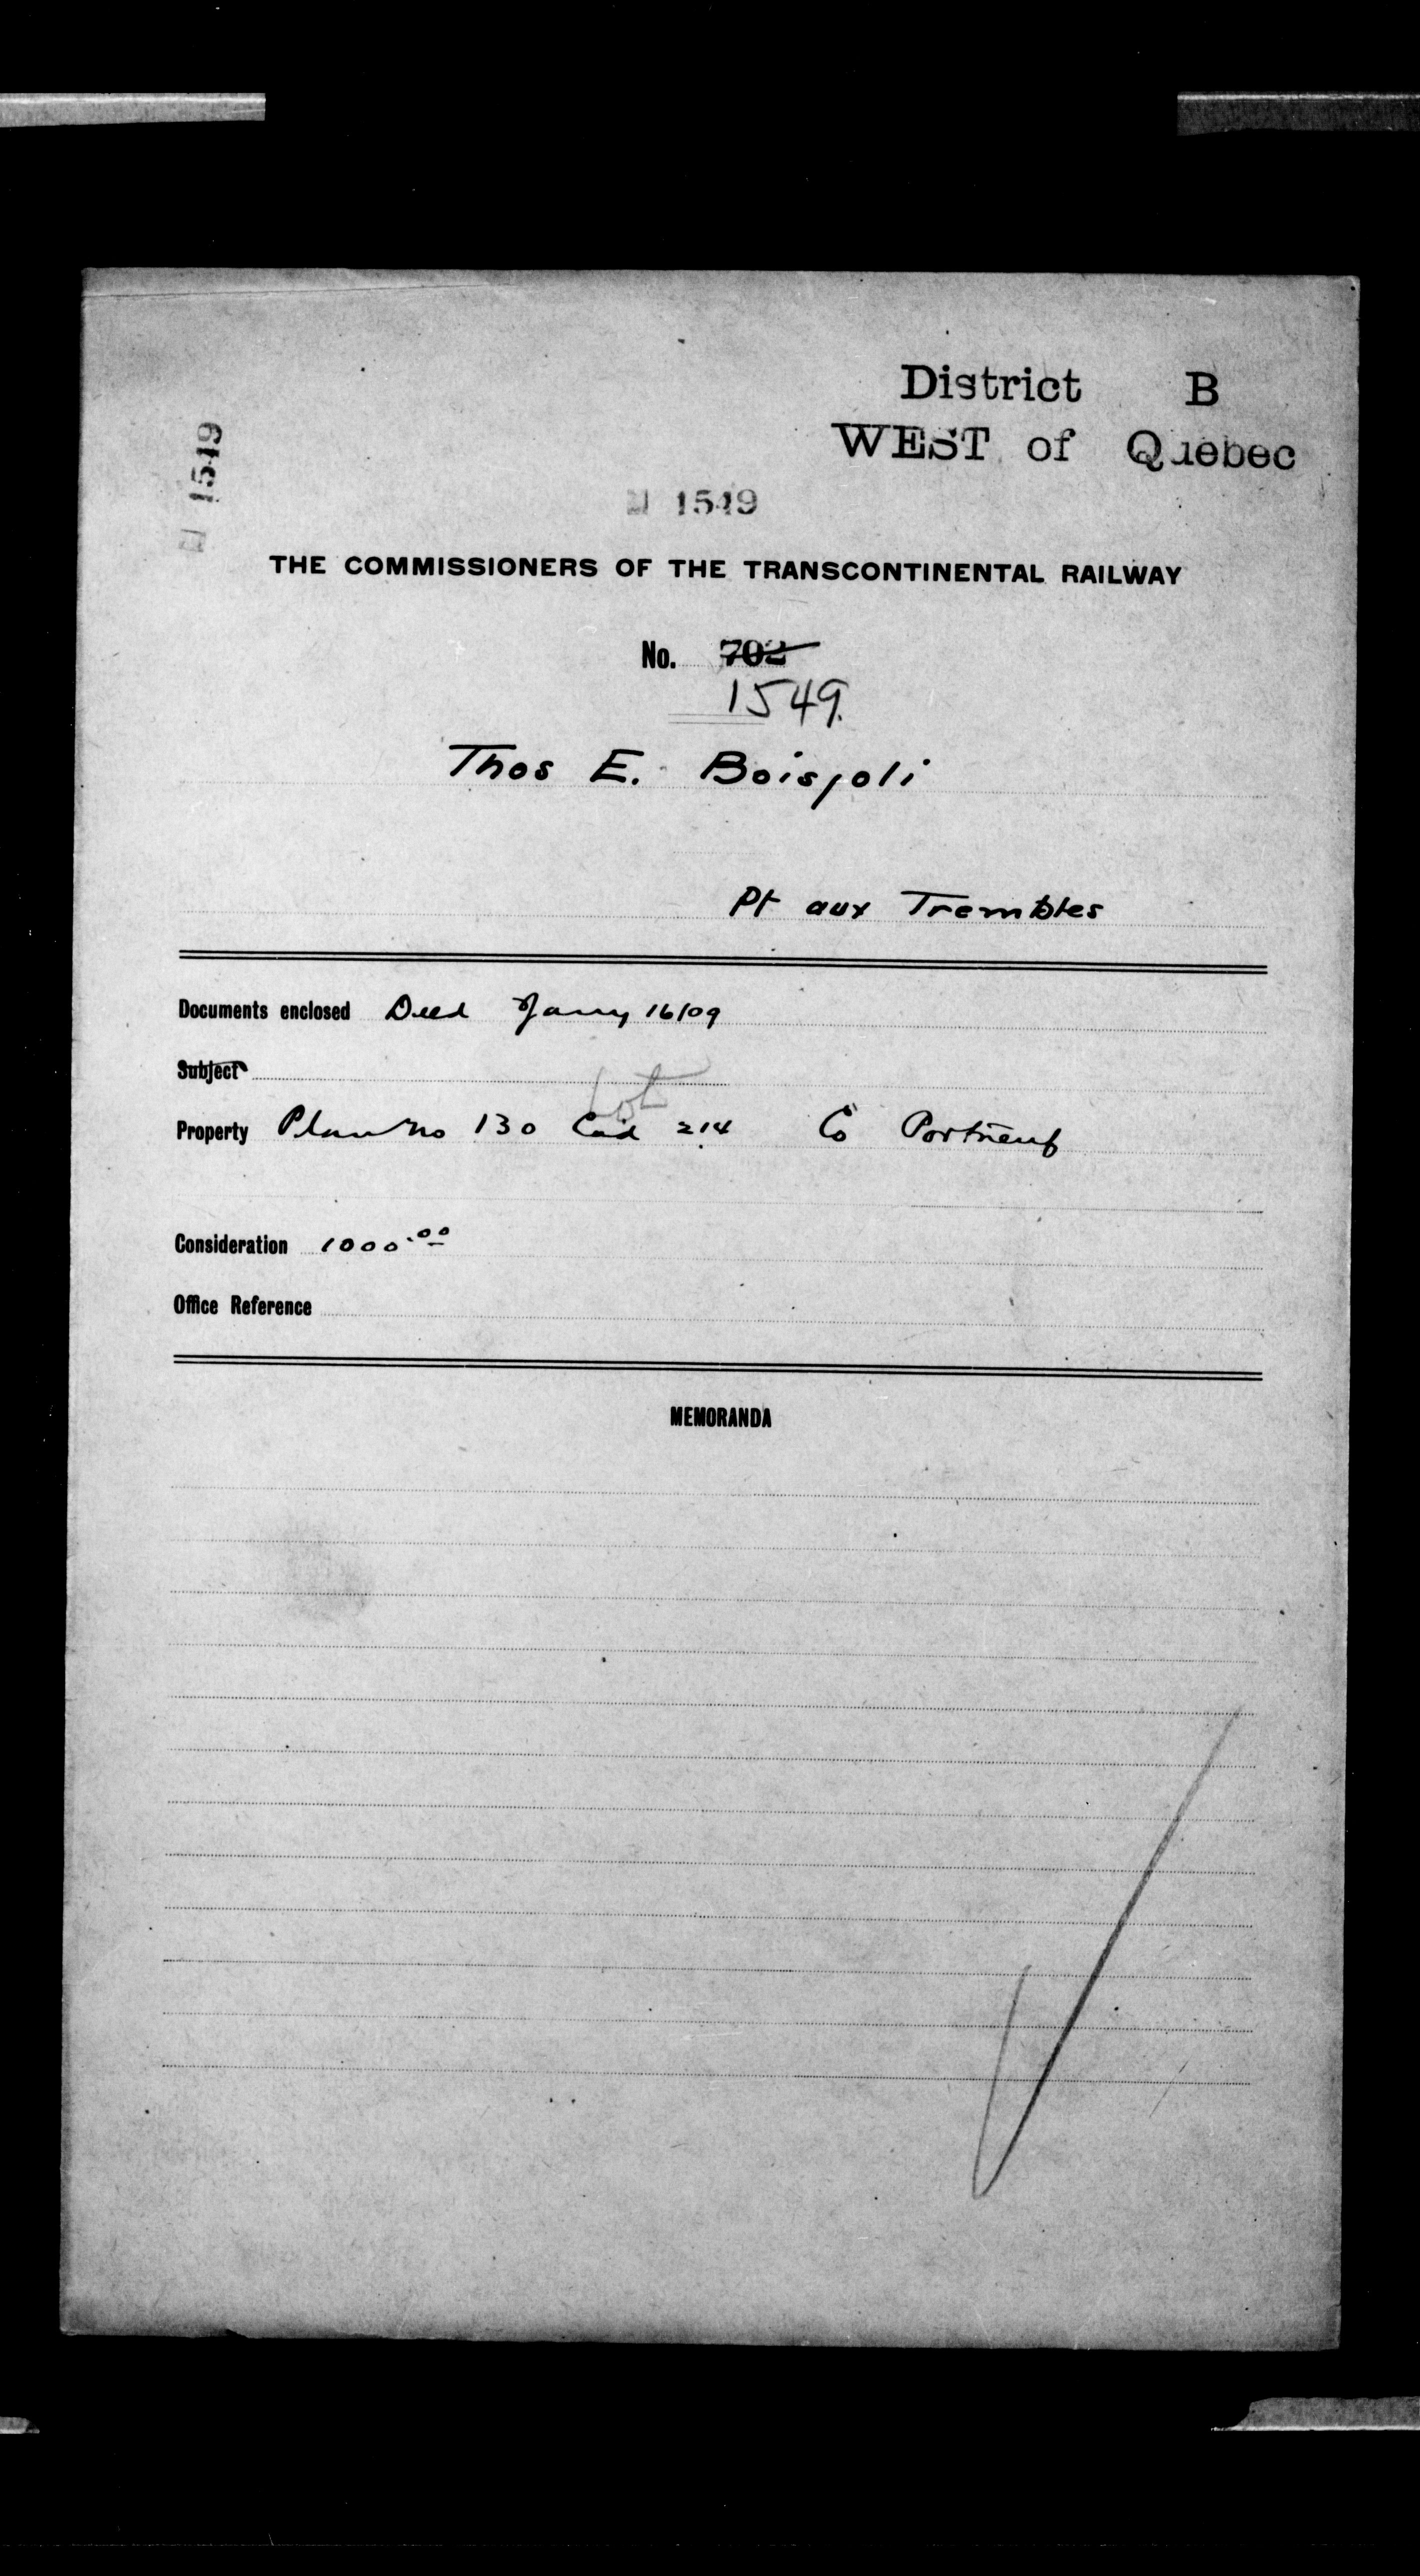 District B
WEST of Quebec
1549
1549
THE COMMISSIONERS OF THE TRANSCONTINENTAL RAILWAY
No. 702
1549.
Thos E. Boisjoli
Pt aux Trembles
Documents enclosed Deed Jany 16/09
Subject
Lot
Property Plan No 130 Cad 214 Co Portneuf
Consideration 1000.00
Office Reference
MEMORANDA